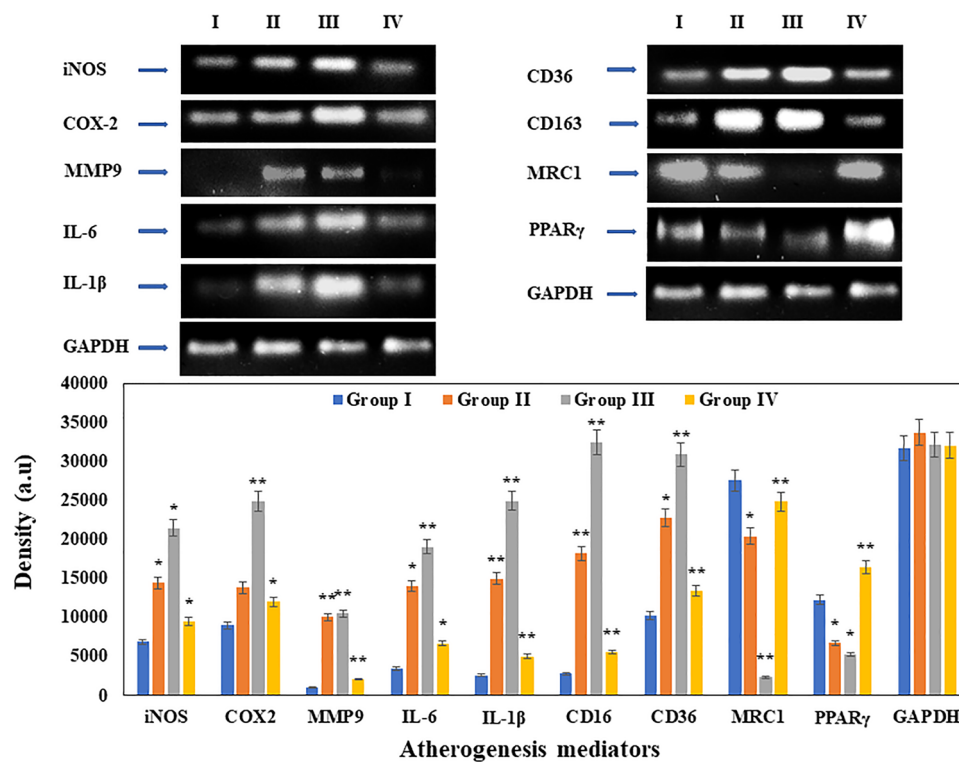 I II III IV
iNOS
COX-2
MMP9
IL-6
IL-1β
GAPDH
I II III IV
CD36
CD163
MRC1
PPARγ
GAPDH
Group I Group II Group III Group IV
Density (a.u)
40000
35000
30000
25000
20000
15000
10000
5000
0
* * *
** *
** ** **
* ** *
** ** **
** ** **
* ** **
* ** **
* * **
iNOS COX2 MMP9 IL-6 IL-1β CD16 CD36 MRC1 PPARγ GAPDH
Atherogenesis mediators